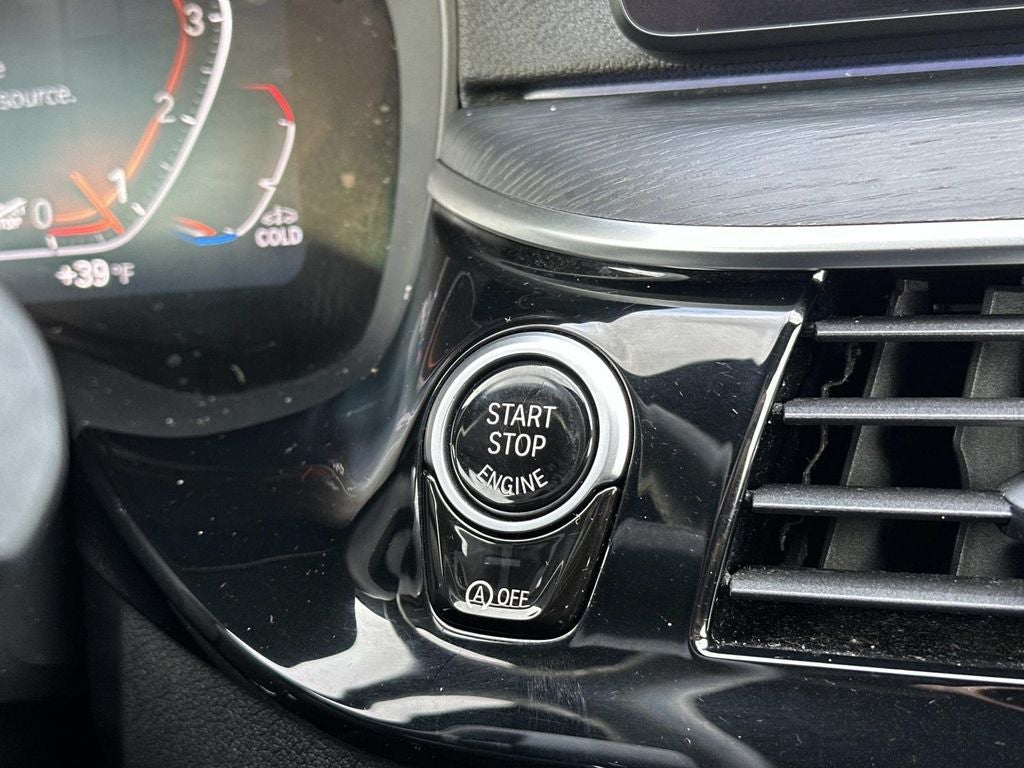 source.
3
2
1
0
COLD
+39 °F
START
STOP
ENGINE
A OFF